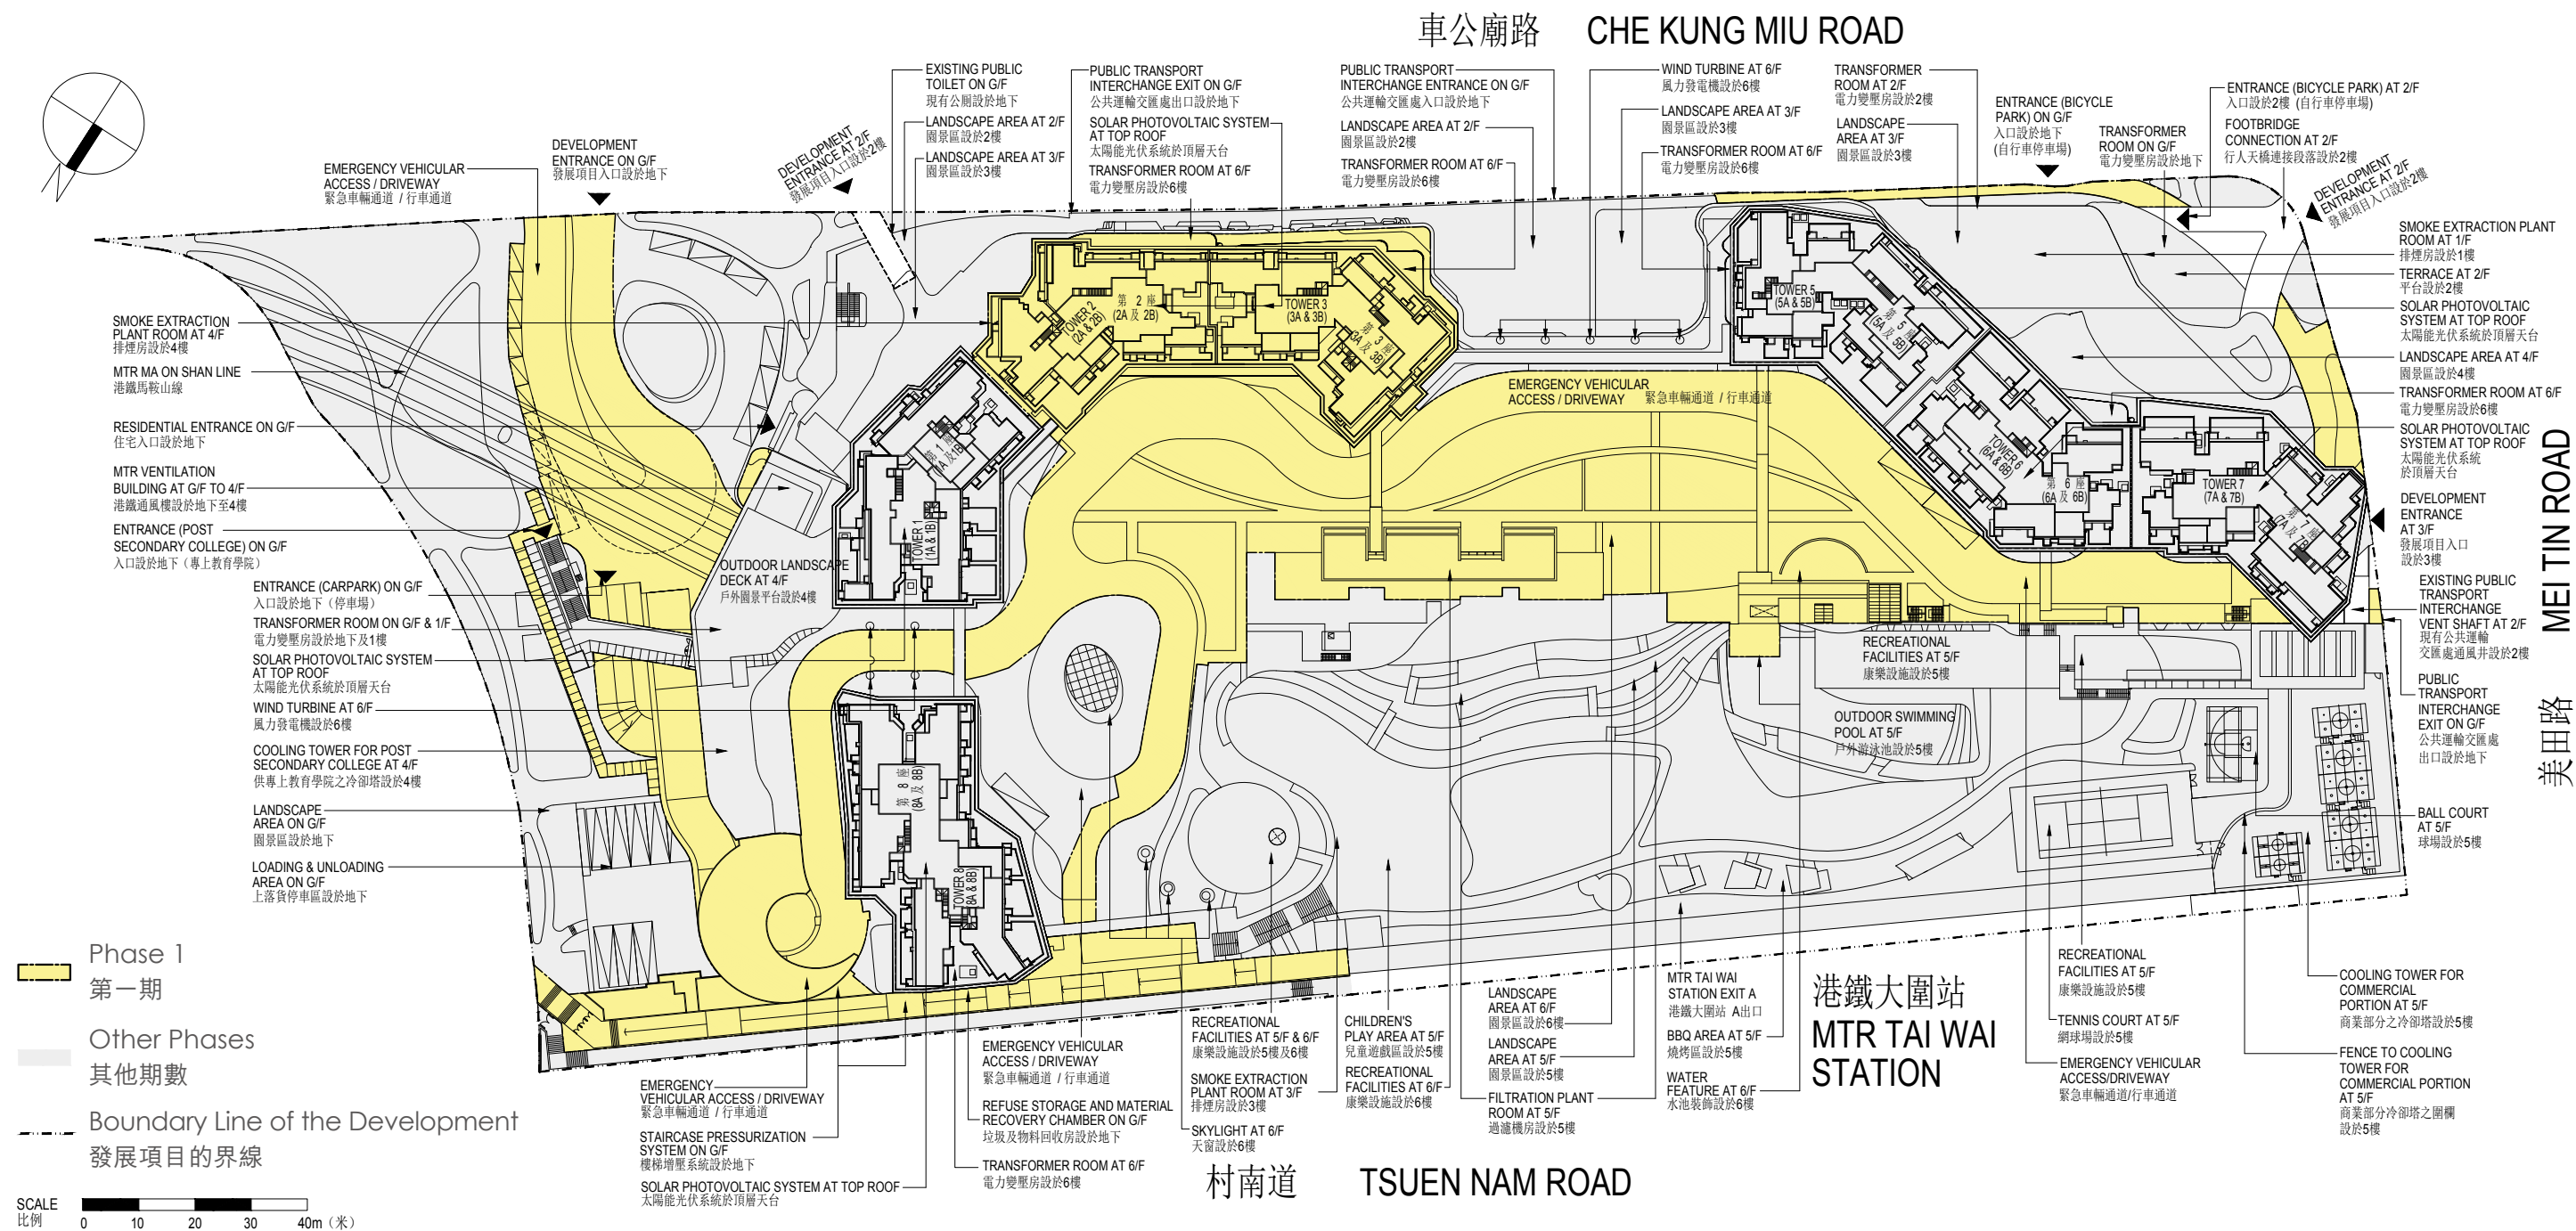 車公廟路 CHE KUNG MIU ROAD
EXISTING PUBLIC
TOILET ON G/F
現有公厠設於地下
LANDSCAPE AREA AT 2/F
園景區設於2樓
LANDSCAPE AREA AT 3/F
園景區設於3樓
PUBLIC TRANSPORT
INTERCHANGE EXIT ON G/F
公共運輸交匯處出口設於地下
SOLAR PHOTOVOLTAIC SYSTEM
AT TOP ROOF
太陽能光伏系統於頂層天台
TRANSFORMER ROOM AT 6/F
電力變壓房設於6樓
PUBLIC TRANSPORT
INTERCHANGE ENTRANCE ON G/F
公共運輸交匯處入口設於地下
LANDSCAPE AREA AT 2/F
園景區設於2樓
TRANSFORMER ROOM AT 6/F
電力變壓房設於6樓
WIND TURBINE AT 6/F
風力發電機設於6樓
LANDSCAPE AREA AT 3/F
園景區設於3樓
TRANSFORMER ROOM AT 6/F
電力變壓房設於6樓
TRANSFORMER
ROOM AT 2/F
電力變壓房設於2樓
LANDSCAPE
AREA AT 3/F
園景區設於3樓
ENTRANCE (BICYCLE
PARK) ON G/F
入口設於地下
(自行車停車場)
TRANSFORMER
ROOM ON G/F
電力變壓房設於地下
ENTRANCE (BICYCLE PARK) AT 2/F
入口設於2樓 (自行車停車場)
FOOTBRIDGE
CONNECTION AT 2/F
行人天橋連接段落設於2樓
DEVELOPMENT
ENTRANCE AT 2/F
發展項目入口設於2樓
DEVELOPMENT
ENTRANCE ON G/F
發展項目入口設於地下
DEVELOPMENT
ENTRANCE AT 2/F
發展項目入口設於2樓
EMERGENCY VEHICULAR
ACCESS / DRIVEWAY
緊急車輛通道 / 行車通道
SMOKE EXTRACTION
PLANT ROOM AT 4/F
排煙房設於4樓
MTR MA ON SHAN LINE
港鐵馬鞍山線
RESIDENTIAL ENTRANCE ON G/F
住宅入口設於地下
MTR VENTILATION
BUILDING AT G/F TO 4/F
港鐵通風樓設於地下至4樓
ENTRANCE (POST
SECONDARY COLLEGE) ON G/F
入口設於地下 (專上教育學院)
ENTRANCE (CARPARK) ON G/F
入口設於地下 (停車場)
TRANSFORMER ROOM ON G/F & 1/F
電力變壓房設於地下及1樓
SOLAR PHOTOVOLTAIC SYSTEM
AT TOP ROOF
太陽能光伏系統於頂層天台
WIND TURBINE AT 6/F
風力發電機設於6樓
COOLING TOWER FOR POST
SECONDARY COLLEGE AT 4/F
供專上教育學院之冷卻塔設於4樓
LANDSCAPE
AREA ON G/F
園景區設於地下
LOADING & UNLOADING
AREA ON G/F
上落貨停車區設於地下
OUTDOOR LANDSCAPE
DECK AT 4/F
戶外園景平台設於4樓
TOWER 1
(1A & 1B)
第 1 座
(1A 及 1B)
TOWER 2
(2A & 2B)
第 2 座
(2A 及 2B)
TOWER 3
(3A & 3B)
第 3 座
(3A 及 3B)
TOWER 5
(5A & 5B)
第 5 座
(5A 及 5B)
TOWER 6
(6A & 6B)
第 6 座
(6A 及 6B)
TOWER 7
(7A & 7B)
第 7 座
(7A 及 7B)
第 8 座
(8A 及 8B)
TOWER 8
(8A & 8B)
EMERGENCY VEHICULAR
ACCESS / DRIVEWAY 緊急車輛通道 / 行車通道
RECREATIONAL
FACILITIES AT 5/F
康樂設施設於5樓
OUTDOOR SWIMMING
POOL AT 5/F
戶外游泳池設於5樓
SMOKE EXTRACTION PLANT
ROOM AT 1/F
排煙房設於1樓
TERRACE AT 2/F
平台設於2樓
SOLAR PHOTOVOLTAIC
SYSTEM AT TOP ROOF
太陽能光伏系統於頂層天台
LANDSCAPE AREA AT 4/F
園景區設於4樓
TRANSFORMER ROOM AT 6/F
電力變壓房設於6樓
SOLAR PHOTOVOLTAIC
SYSTEM AT TOP ROOF
太陽能光伏系統
於頂層天台
DEVELOPMENT
ENTRANCE
AT 3/F
發展項目入口
設於3樓
EXISTING PUBLIC
TRANSPORT
INTERCHANGE
VENT SHAFT AT 2/F
現有公共運輸
交匯處通風井設於2樓
PUBLIC
TRANSPORT
INTERCHANGE
EXIT ON G/F
公共運輸交匯處
出口設於地下
BALL COURT
AT 5/F
球場設於5樓
美田路 MEI TIN ROAD
COOLING TOWER FOR
COMMERCIAL
PORTION AT 5/F
商業部分之冷卻塔設於5樓
FENCE TO COOLING
TOWER FOR
COMMERCIAL PORTION
AT 5/F
商業部分冷卻塔之圍欄
設於5樓
RECREATIONAL
FACILITIES AT 5/F
康樂設施設於5樓
TENNIS COURT AT 5/F
網球場設於5樓
EMERGENCY VEHICULAR
ACCESS/DRIVEWAY
緊急車輛通道/行車通道
港鐵大圍站
MTR TAI WAI
STATION
MTR TAI WAI
STATION EXIT A
港鐵大圍站 A出口
BBQ AREA AT 5/F
燒烤區設於5樓
WATER
FEATURE AT 6/F
水池裝飾設於6樓
LANDSCAPE
AREA AT 6/F
園景區設於6樓
LANDSCAPE
AREA AT 5/F
園景區設於5樓
FILTRATION PLANT
ROOM AT 5/F
過濾機房設於5樓
CHILDREN'S
PLAY AREA AT 5/F
兒童遊戲區設於5樓
RECREATIONAL
FACILITIES AT 6/F
康樂設施設於6樓
RECREATIONAL
FACILITIES AT 5/F & 6/F
康樂設施設於5樓及6樓
SMOKE EXTRACTION
PLANT ROOM AT 3/F
排煙房設於3樓
SKYLIGHT AT 6/F
天窗設於6樓
EMERGENCY VEHICULAR
ACCESS / DRIVEWAY
緊急車輛通道 / 行車通道
REFUSE STORAGE AND MATERIAL
RECOVERY CHAMBER ON G/F
垃圾及物料回收房設於地下
TRANSFORMER ROOM AT 6/F
電力變壓房設於6樓
EMERGENCY
VEHICULAR ACCESS / DRIVEWAY
緊急車輛通道 / 行車通道
STAIRCASE PRESSURIZATION
SYSTEM ON G/F
樓梯增壓系統設於地下
SOLAR PHOTOVOLTAIC SYSTEM AT TOP ROOF
太陽能光伏系統於頂層天台
村南道 TSUEN NAM ROAD
Phase 1
第一期
Other Phases
其他期數
Boundary Line of the Development
發展項目的界線
SCALE
比例
0 10 20 30 40m (米)